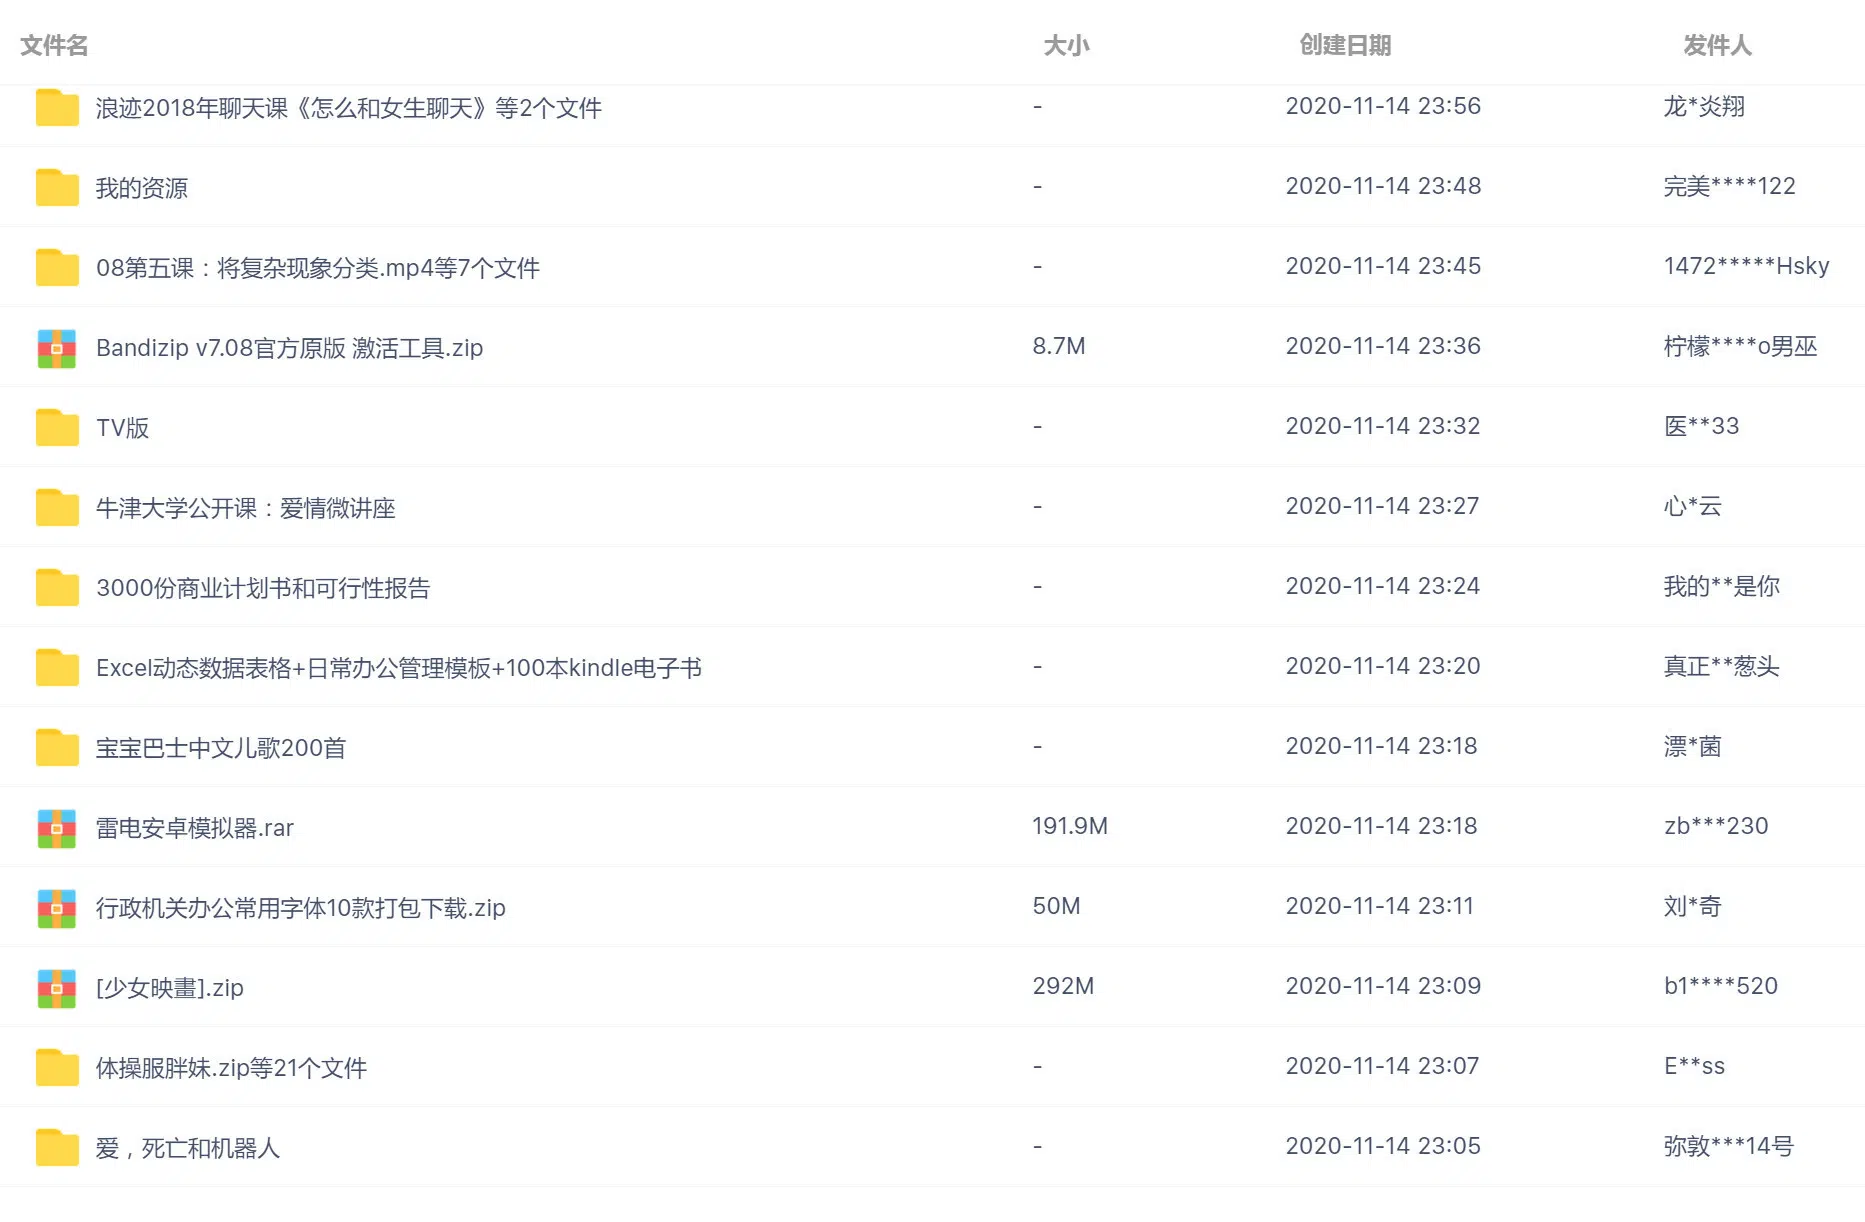 文件名 大小 创建日期 发件人
浪迹2018年聊天课《怎么和女生聊天》等2个文件 - 2020-11-14 23:56 龙*炎翔
我的资源 - 2020-11-14 23:48 完美****122
08第五课：将复杂现象分类.mp4等7个文件 - 2020-11-14 23:45 1472*****Hsky
Bandizip v7.08官方原版 激活工具.zip 8.7M 2020-11-14 23:36 柠檬****o男巫
TV版 - 2020-11-14 23:32 医**33
牛津大学公开课：爱情微讲座 - 2020-11-14 23:27 心*云
3000份商业计划书和可行性报告 - 2020-11-14 23:24 我的**是你
Excel动态数据表格+日常办公管理模板+100本kindle电子书 - 2020-11-14 23:20 真正**葱头
宝宝巴士中文儿歌200首 - 2020-11-14 23:18 漂*菌
雷电安卓模拟器.rar 191.9M 2020-11-14 23:18 zb***230
行政机关办公常用字体10款打包下载.zip 50M 2020-11-14 23:11 刘*奇
[少女映畫].zip 292M 2020-11-14 23:09 b1****520
体操服胖妹.zip等21个文件 - 2020-11-14 23:07 E**ss
爱，死亡和机器人 - 2020-11-14 23:05 弥敦***14号